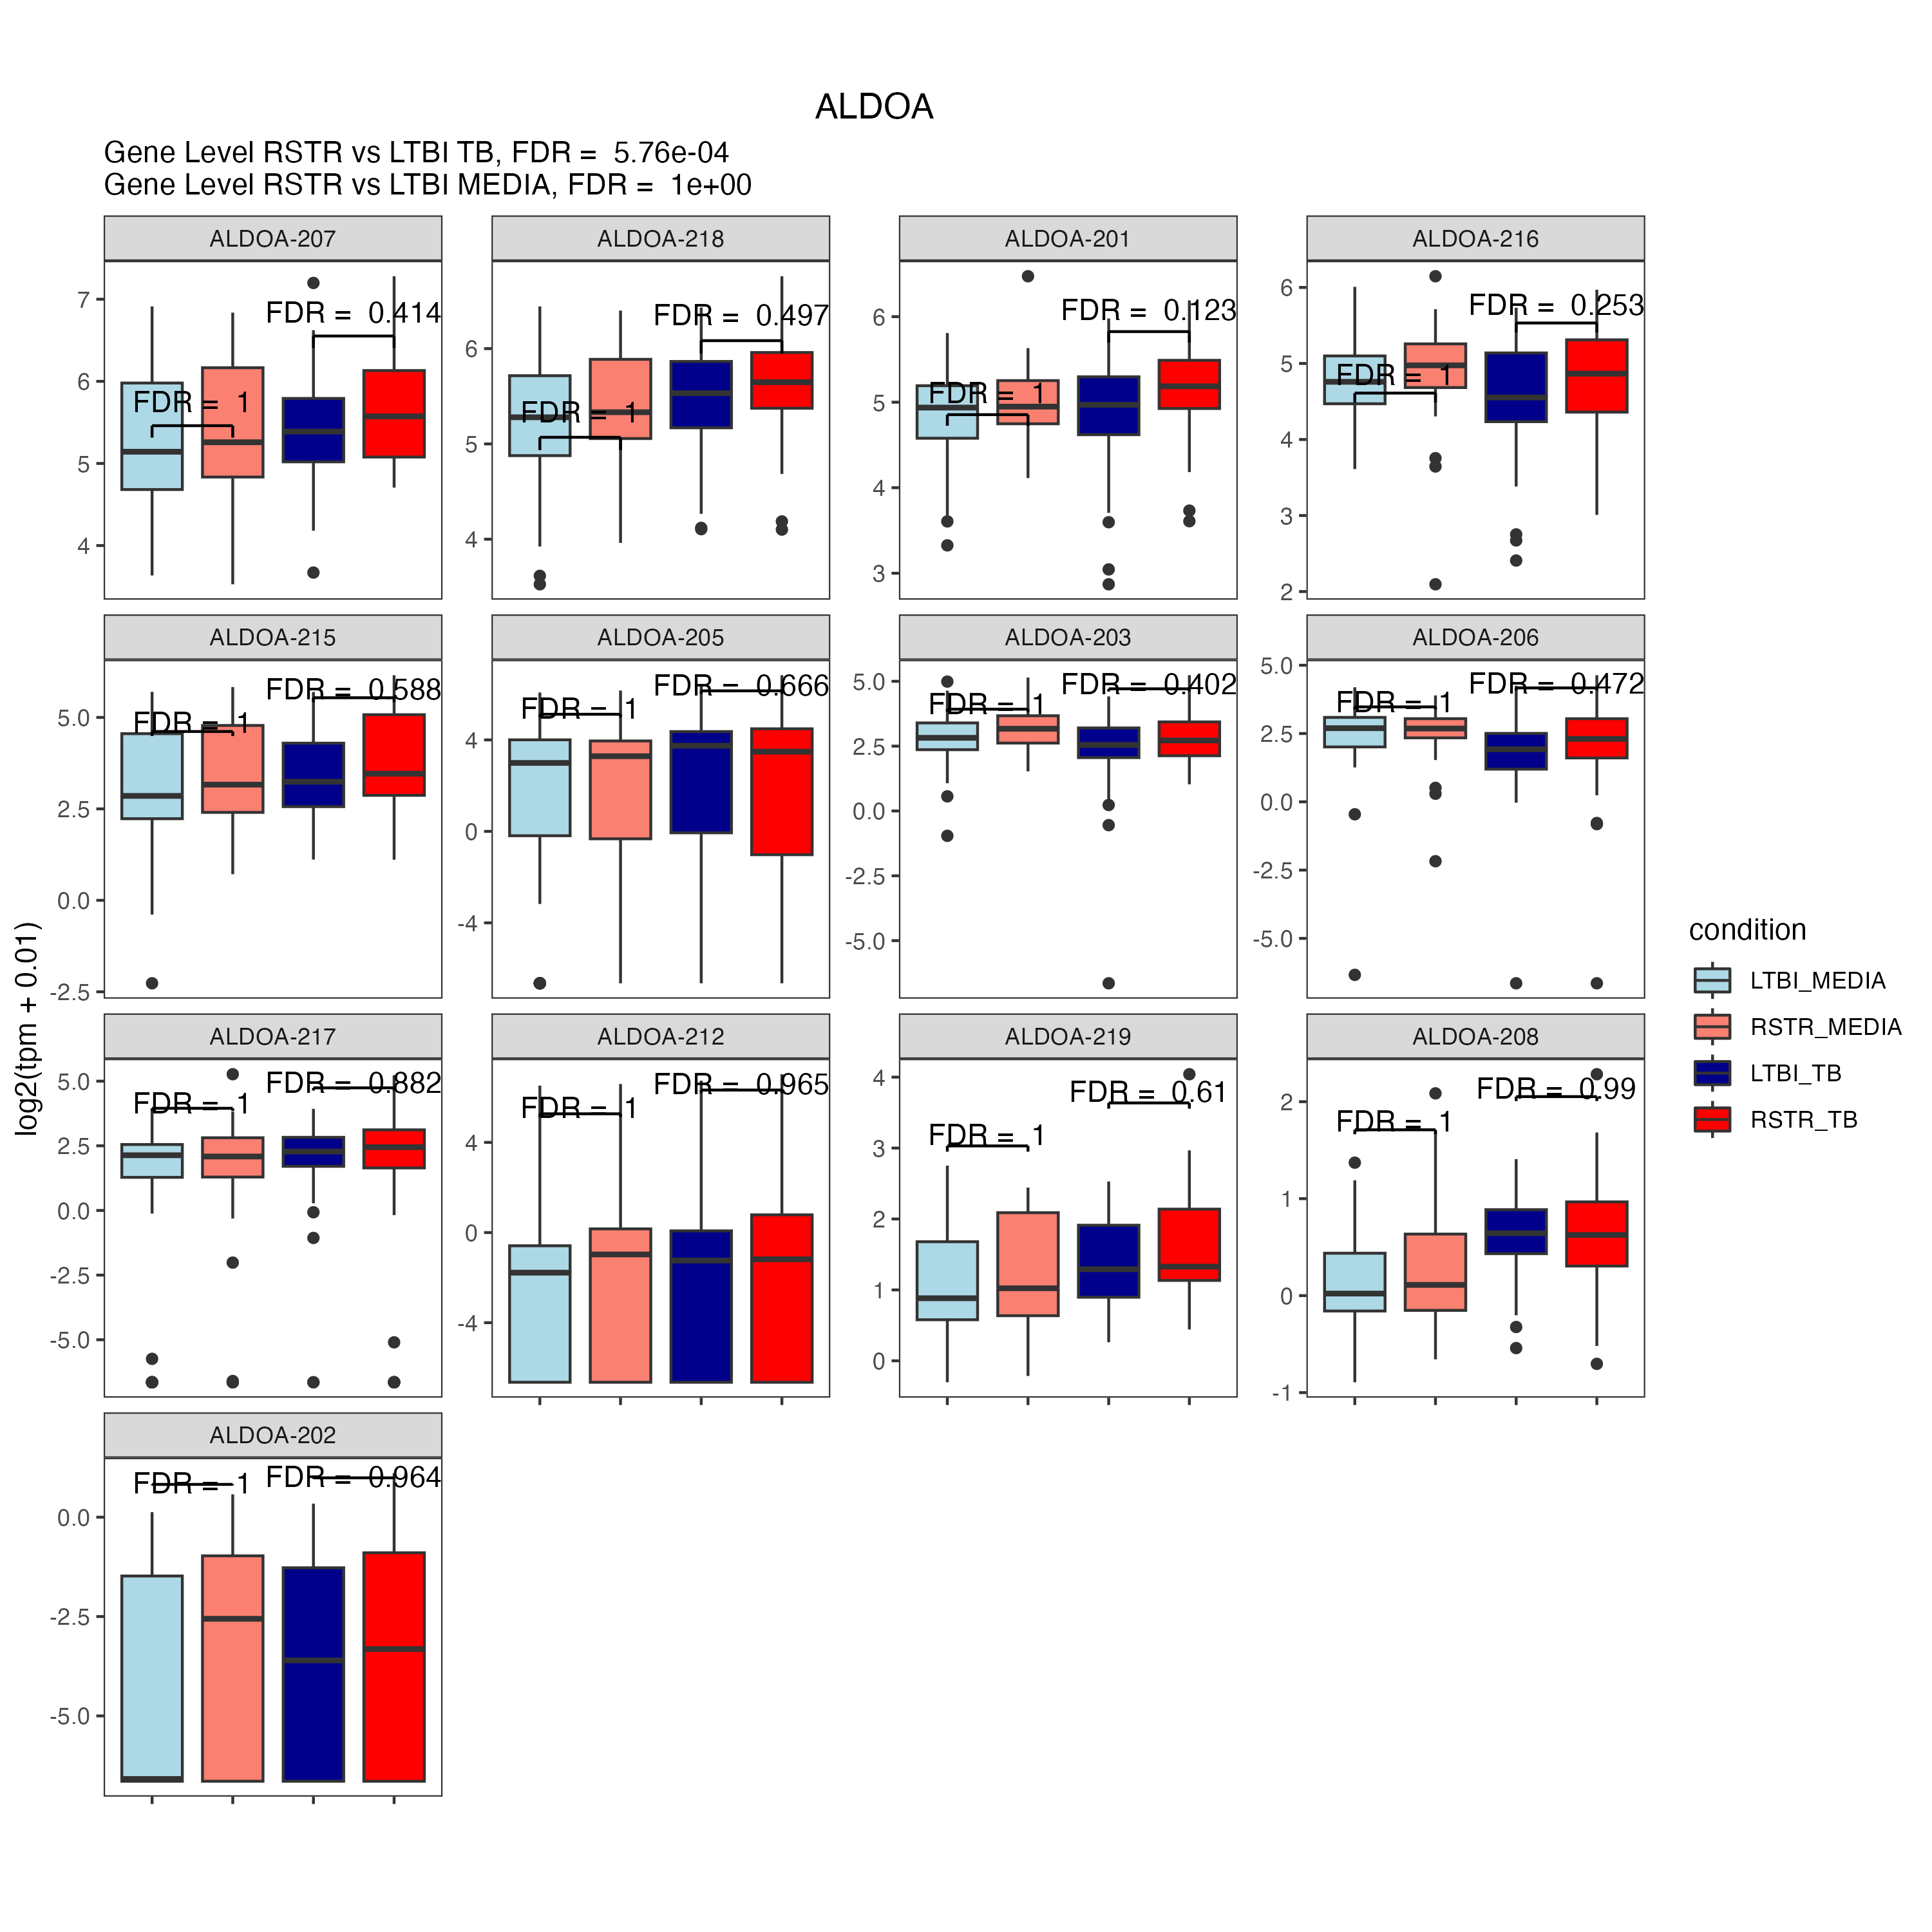 ALDOA
Gene Level RSTR vs LTBI TB, FDR = 5.76e-04
Gene Level RSTR vs LTBI MEDIA, FDR = 1e+00
ALDOA-207
7
6
5
4
FDR = 1
FDR = 0.414
ALDOA-218
6
5
4
FDR = 1
FDR = 0.497
ALDOA-201
6
5
4
3
FDR = 1
FDR = 0.123
ALDOA-216
6
5
4
3
2
FDR = 1
FDR = 0.253
ALDOA-215
5.0
2.5
0.0
-2.5
FDR = 1
FDR = 0.588
ALDOA-205
4
0
-4
FDR = 1
FDR = 0.666
ALDOA-203
5.0
2.5
0.0
-2.5
-5.0
FDR = 1
FDR = 0.402
ALDOA-206
5.0
2.5
0.0
-2.5
-5.0
FDR = 1
FDR = 0.472
ALDOA-217
5.0
2.5
0.0
-2.5
-5.0
FDR = 1
FDR = 0.882
ALDOA-212
4
0
-4
FDR = 1
FDR = 0.965
ALDOA-219
4
3
2
1
0
FDR = 1
FDR = 0.61
ALDOA-208
2
1
0
-1
FDR = 1
FDR = 0.99
ALDOA-202
0.0
-2.5
-5.0
FDR = 1
FDR = 0.964
log2(tpm + 0.01)
condition
LTBI_MEDIA
RSTR_MEDIA
LTBI_TB
RSTR_TB